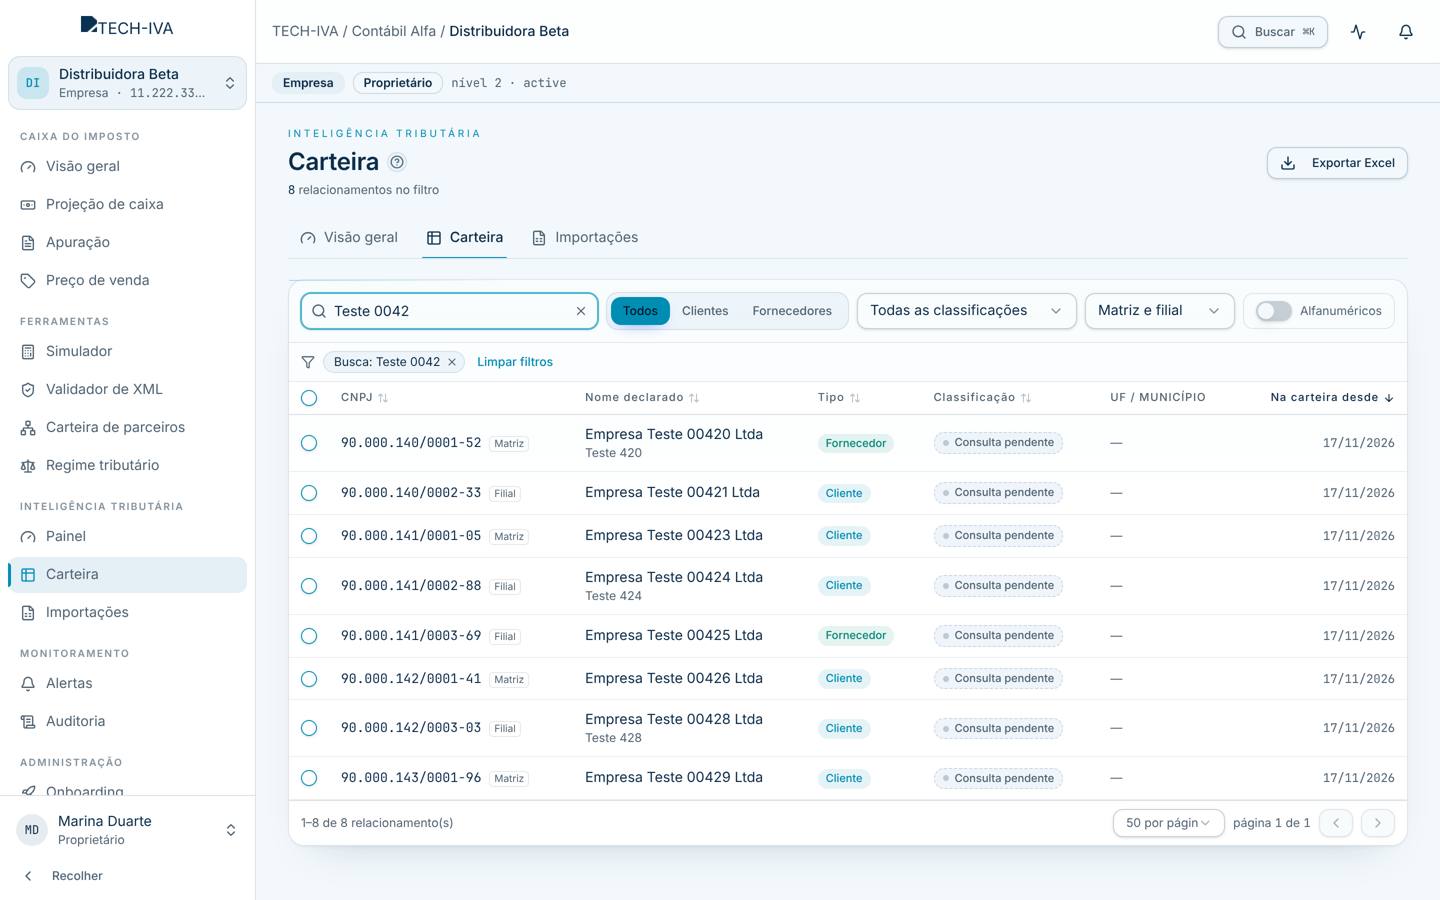 TECH-IVA
DI
Distribuidora Beta
Empresa · 11.222.33...
CAIXA DO IMPOSTO
Visão geral
Projeção de caixa
Apuração
Preço de venda
FERRAMENTAS
Simulador
Validador de XML
Carteira de parceiros
Regime tributário
INTELIGÊNCIA TRIBUTÁRIA
Painel
Carteira
Importações
MONITORAMENTO
Alertas
Auditoria
ADMINISTRAÇÃO
Onboarding
MD
Marina Duarte
Proprietário
Recolher
TECH-IVA / Contábil Alfa / Distribuidora Beta
Buscar ⌘K
Empresa Proprietário nível 2 · active
INTELIGÊNCIA TRIBUTÁRIA
Carteira
8 relacionamentos no filtro
Exportar Excel
Visão geral Carteira Importações
Teste 0042 Todos Clientes Fornecedores Todas as classificações Matriz e filial Alfanuméricos
Busca: Teste 0042 Limpar filtros
CNPJ Nome declarado Tipo Classificação UF / MUNICÍPIO Na carteira desde
90.000.140/0001-52 Matriz Empresa Teste 00420 Ltda Fornecedor Consulta pendente — 17/11/2026
Teste 420
90.000.140/0002-33 Filial Empresa Teste 00421 Ltda Cliente Consulta pendente — 17/11/2026
90.000.141/0001-05 Matriz Empresa Teste 00423 Ltda Cliente Consulta pendente — 17/11/2026
90.000.141/0002-88 Filial Empresa Teste 00424 Ltda Cliente Consulta pendente — 17/11/2026
Teste 424
90.000.141/0003-69 Filial Empresa Teste 00425 Ltda Fornecedor Consulta pendente — 17/11/2026
90.000.142/0001-41 Matriz Empresa Teste 00426 Ltda Cliente Consulta pendente — 17/11/2026
90.000.142/0003-03 Filial Empresa Teste 00428 Ltda Cliente Consulta pendente — 17/11/2026
Teste 428
90.000.143/0001-96 Matriz Empresa Teste 00429 Ltda Cliente Consulta pendente — 17/11/2026
1–8 de 8 relacionamento(s) 50 por págin página 1 de 1